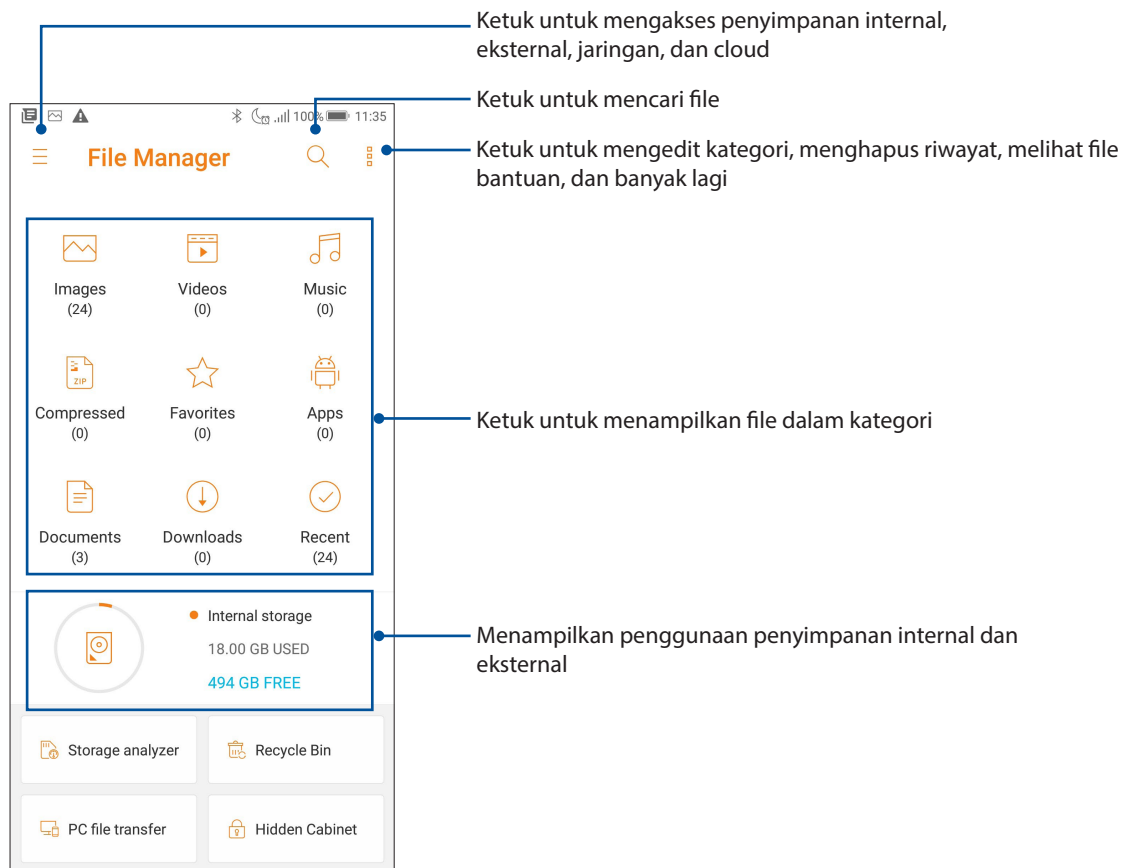 Ketuk untuk mengakses penyimpanan internal,
eksternal, jaringan, dan cloud
Ketuk untuk mencari file
Ketuk untuk mengedit kategori, menghapus riwayat, melihat file
bantuan, dan banyak lagi
100% 11:35
File Manager
Images
(24)
Videos
(0)
Music
(0)
ZIP
Compressed
(0)
Favorites
(0)
Apps
(0)
Ketuk untuk menampilkan file dalam kategori
Documents
(3)
Downloads
(0)
Recent
(24)
Internal storage
18.00 GB USED
494 GB FREE
Menampilkan penggunaan penyimpanan internal dan
eksternal
Storage analyzer
Recycle Bin
PC file transfer
Hidden Cabinet